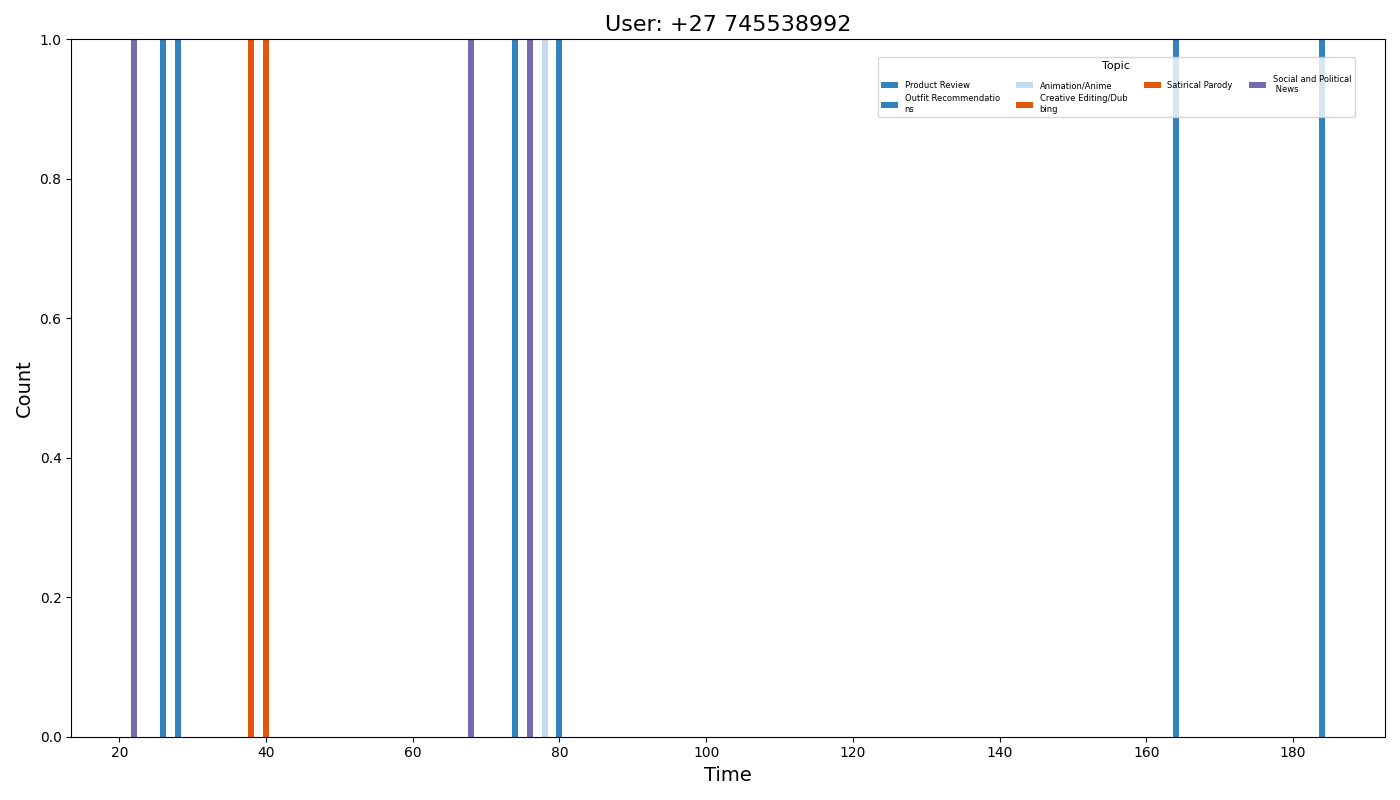 User: +27 745538992
1.0
0.8
0.6
0.4
0.2
0.0
Count
Topic
Product Review
Outfit Recommendatio
ns
Animation/Anime
Creative Editing/Dub
bing
Satirical Parody
Social and Political
News
20 40 60 80 100 120 140 160 180
Time